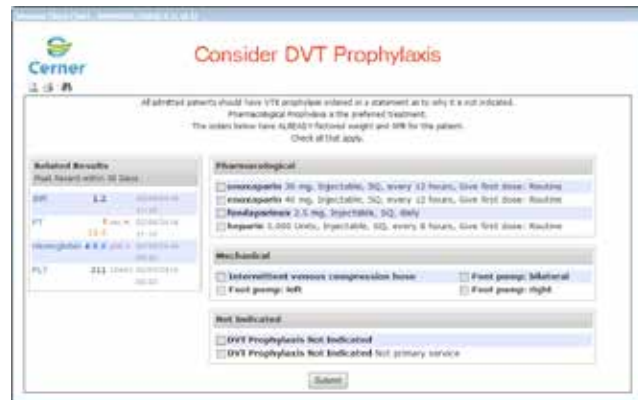 Cerner
Consider DVT Prophylaxis
All admitted patients should have VTE prophylaxis ordered or a statement as to why it is not indicated.
Pharmacological Prophylaxis is the preferred treatment.
The orders below have ALREADY factored weight and for the patient.
Check all that apply.
Related Results
Most Recent within 30 Days
INR 1.2
PT
Hemoglobin
PLT 211
Pharmacological
enoxaparin 30 mg, Injectable, SQ, every 12 hours, Give first dose: Routine
enoxaparin 40 mg, Injectable, SQ, every 12 hours, Give first dose: Routine
fondaparinux 2.5 mg, Injectable, SQ, daily
heparin 5,000 Units, Injectable, SQ, every 8 hours, Give first dose: Routine
Mechanical
Intermittent venous compression hose
Foot pump: bilateral
Foot pump: left
Foot pump: right
Not Indicated
DVT Prophylaxis Not Indicated
DVT Prophylaxis Not Indicated Not primary service
Submit